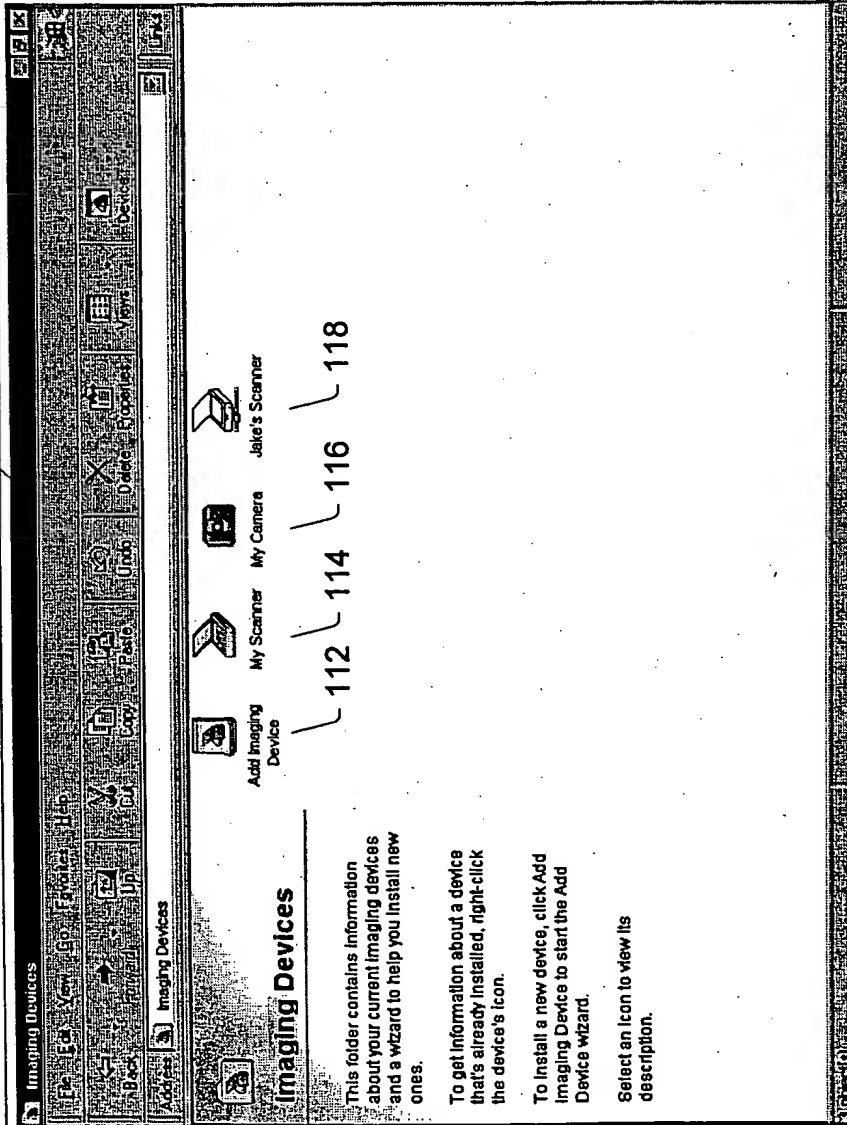 Imaging Devices
File Edit View Go Favorites Help
Back Forward Up Cut Copy Paste Undo Delete Properties Views Devices
Address Imaging Devices Links
Imaging Devices
This folder contains information
about your current imaging devices
and a wizard to help you install new
ones.
To get information about a device
that's already installed, right-click
the device's icon.
To install a new device, click Add
Imaging Device to start the Add
Device wizard.
Select an icon to view its
description.
Add Imaging
Device
My Scanner
My Camera
Jake's Scanner
112
114
116
118